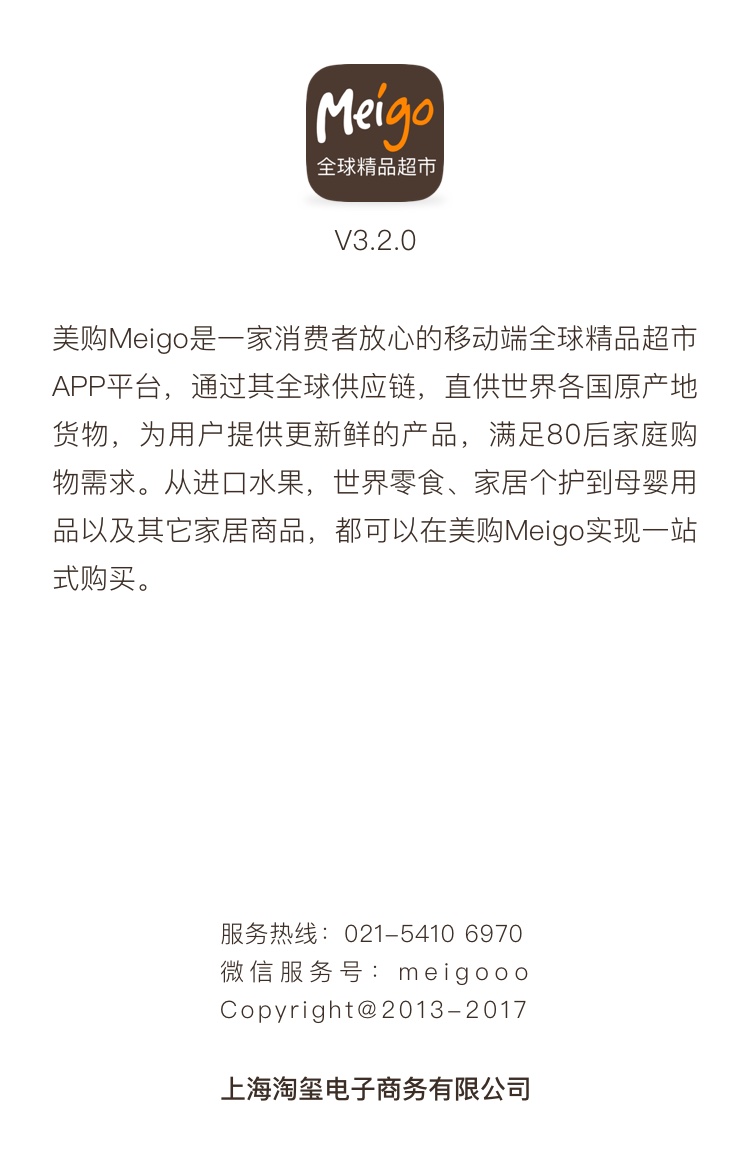 Meigo
全球精品超市
V3.2.0
美购Meigo是一家消费者放心的移动端全球精品超市
APP平台，通过其全球供应链，直供世界各国原产地
货物，为用户提供更新鲜的产品，满足80后家庭购
物需求。从进口水果，世界零食、家居个护到母婴用
品以及其它家居商品，都可以在美购Meigo实现一站
式购买。
服务热线：021-5410 6970
微信服务号：meigooo
Copyright@2013-2017
上海淘玺电子商务有限公司